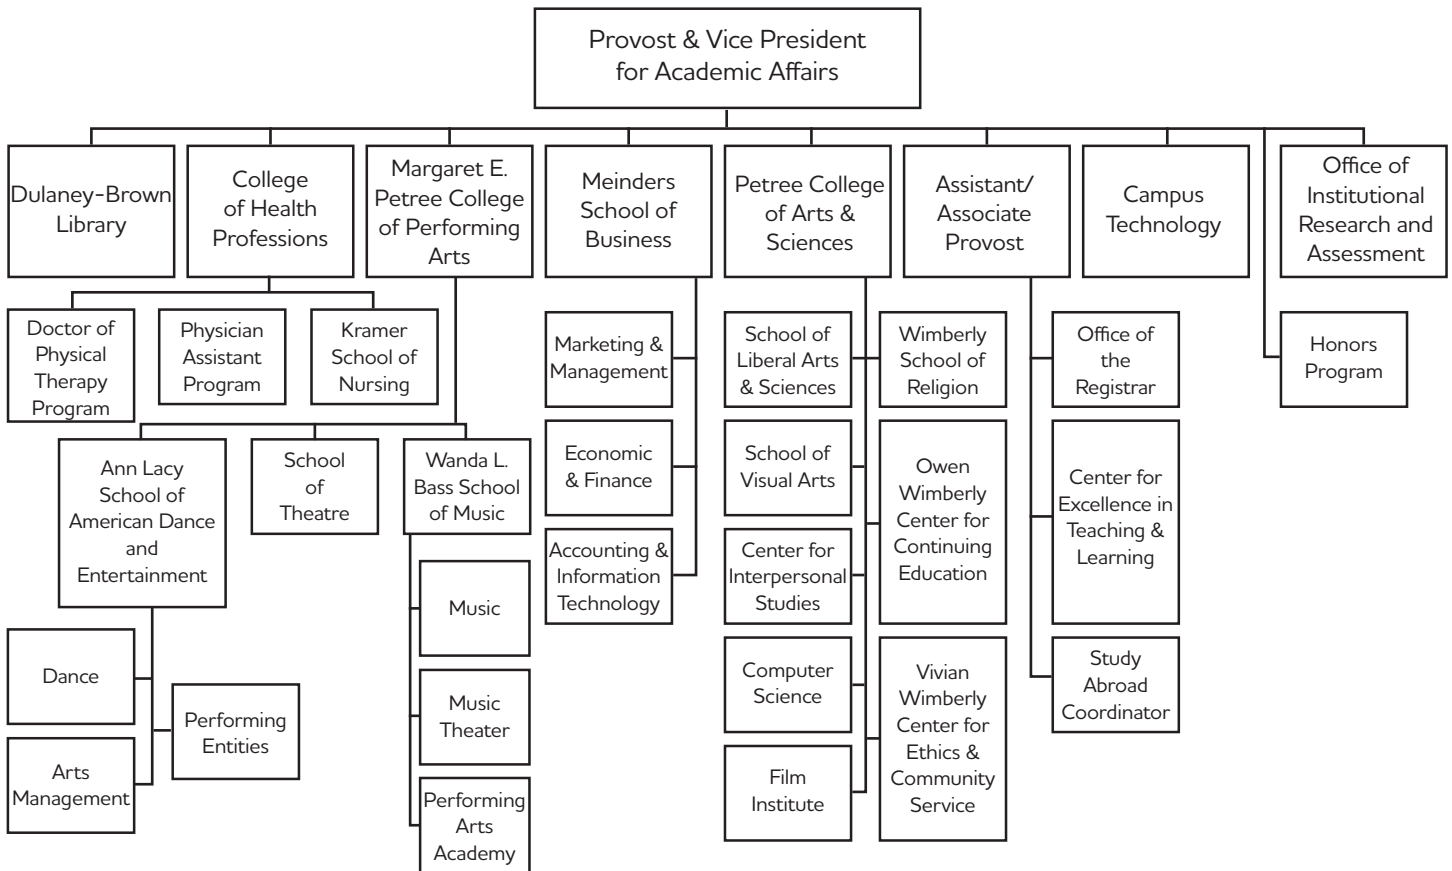 Provost & Vice President
for Academic Affairs
Dulaney-Brown
Library
College
of Health
Professions
Margaret E.
Petree College
of Performing
Arts
Meinders
School of
Business
Petree College
of Arts &
Sciences
Assistant/
Associate
Provost
Campus
Technology
Office of
Institutional
Research and
Assessment
Doctor of
Physical
Therapy
Program
Physician
Assistant
Program
Kramer
School of
Nursing
Ann Lacy
School of
American Dance
and
Entertainment
School
of
Theatre
Wanda L.
Bass School
of Music
Dance
Arts
Management
Performing
Entities
Music
Music
Theater
Performing
Arts
Academy
Marketing &
Management
Economic
& Finance
Accounting &
Information
Technology
School of
Liberal Arts
& Sciences
School of
Visual Arts
Center for
Interpersonal
Studies
Computer
Science
Film
Institute
Wimberly
School of
Religion
Owen
Wimberly
Center for
Continuing
Education
Vivian
Wimberly
Center for
Ethics &
Community
Service
Office of
the
Registrar
Center for
Excellence in
Teaching &
Learning
Study
Abroad
Coordinator
Honors
Program